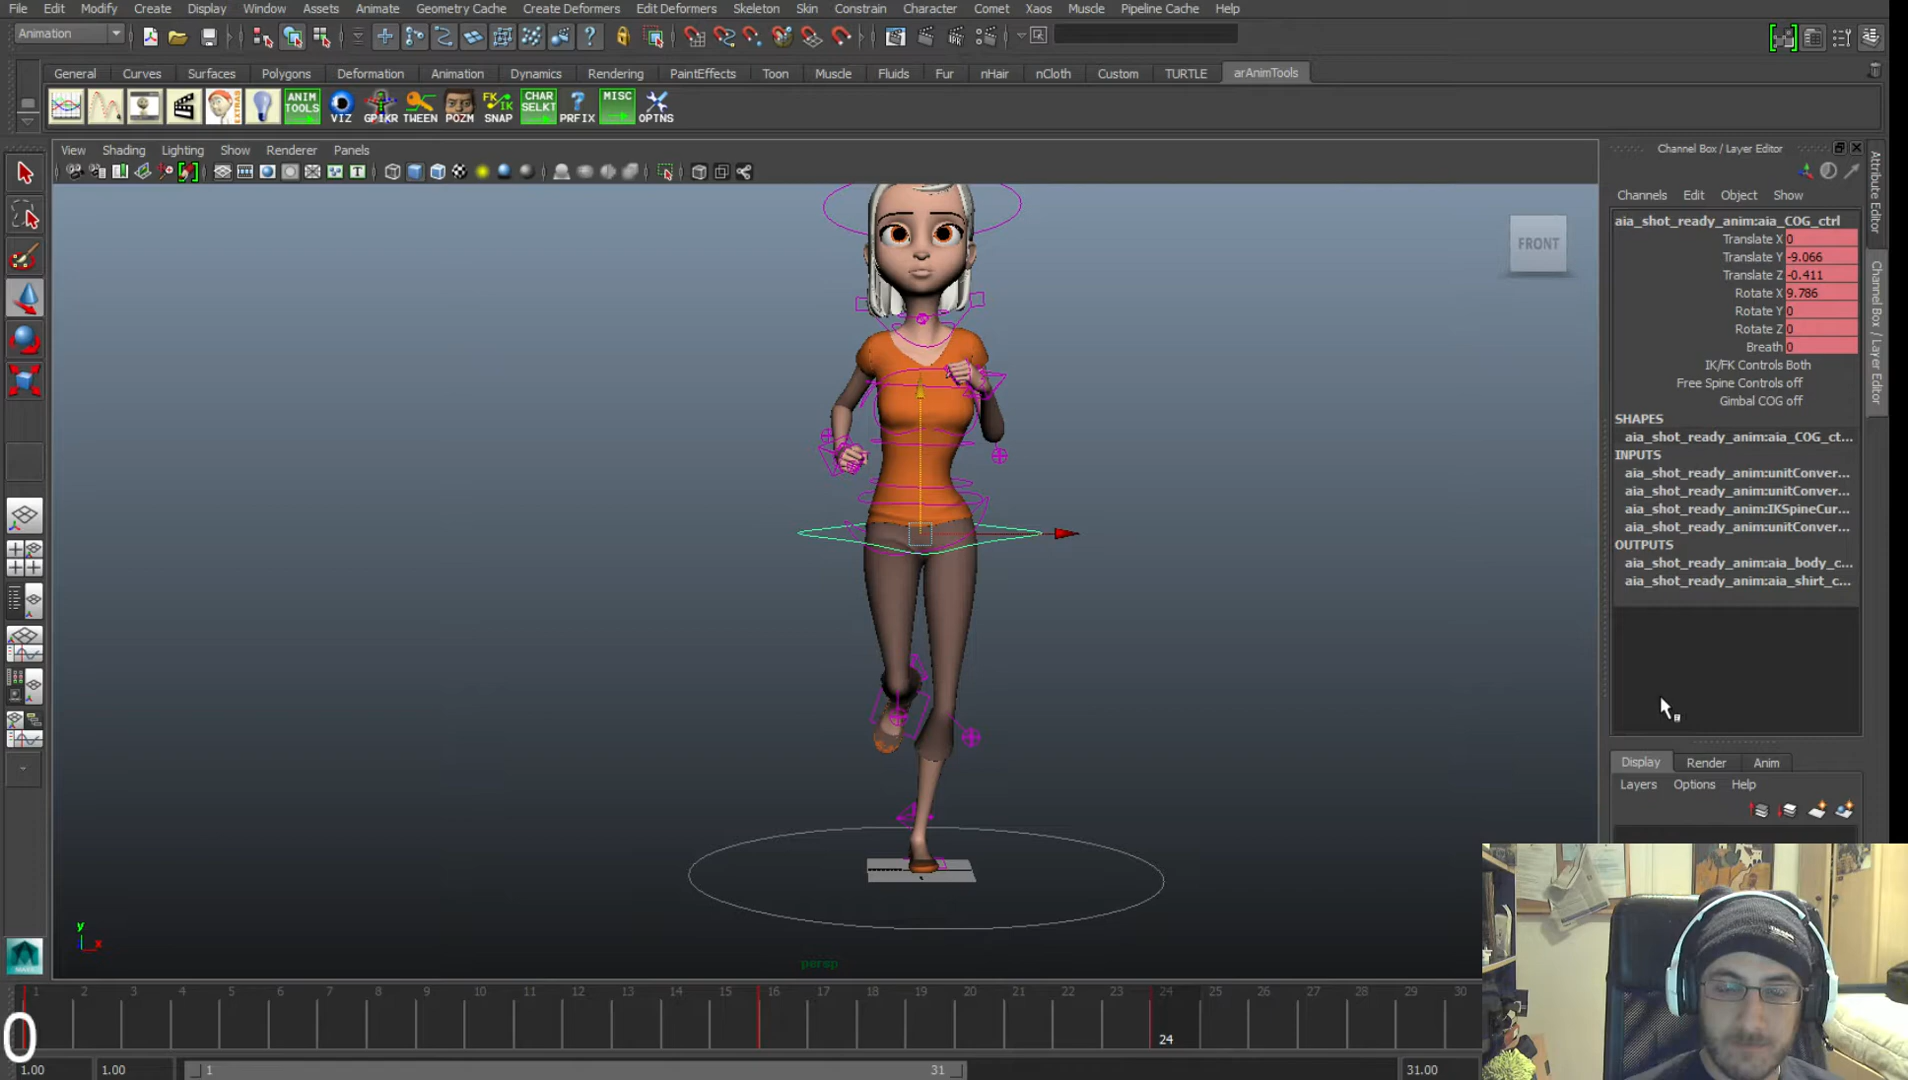 File Edit Modify Create Display Window Assets Animate Geometry Cache Create Deformers Edit Deformers Skeleton Skin Constrain Character Comet Xaos Muscle Pipeline Cache Help
Animation
General Curves Surfaces Polygons Deformation Animation Dynamics Rendering PaintEffects Toon Muscle Fluids Fur nHair nCloth Custom TURTLE arAnimTools
ANIM TOOLS VIZ GPIKR TWEEN POZM FK/IK SNAP CHAR SELKT PRFIX MISC OPTNS
View Shading Lighting Show Renderer Panels
Channel Box / Layer Editor
Channels Edit Object Show
aia_shot_ready_anim:aia_COG_ctrl
Translate X 0
Translate Y -9.066
Translate Z -0.411
Rotate X 9.786
Rotate Y 0
Rotate Z 0
Breath 0
IK/FK Controls Both
Free Spine Controls off
Gimbal COG off
SHAPES
aia_shot_ready_anim:aia_COG_ct...
INPUTS
aia_shot_ready_anim:unitConver...
aia_shot_ready_anim:unitConver...
aia_shot_ready_anim:IKSpineCur...
aia_shot_ready_anim:unitConver...
OUTPUTS
aia_shot_ready_anim:aia_body_c...
aia_shot_ready_anim:aia_shirt_c...
Attribute Editor
Channel Box / Layer Editor
FRONT
Display Render Anim
Layers Options Help
y
x
persp
1 2 3 4 5 6 7 8 9 10 11 12 13 14 15 16 17 18 19 20 21 22 23 24 25 26 27 28 29 30
0
24
1.00 1.00 1 31 31.00